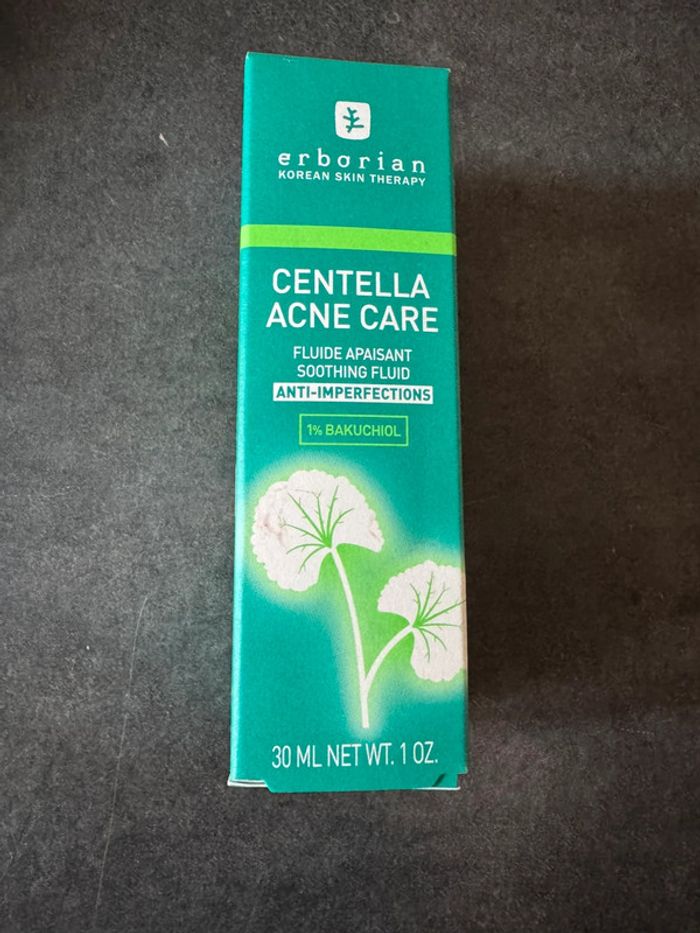 erborian
KOREAN SKIN THERAPY
CENTELLA
ACNE CARE
FLUIDE APAISANT
SOOTHING FLUID
ANTI-IMPERFECTIONS
1% BAKUCHIOL
30 ML NET WT. 1 OZ.